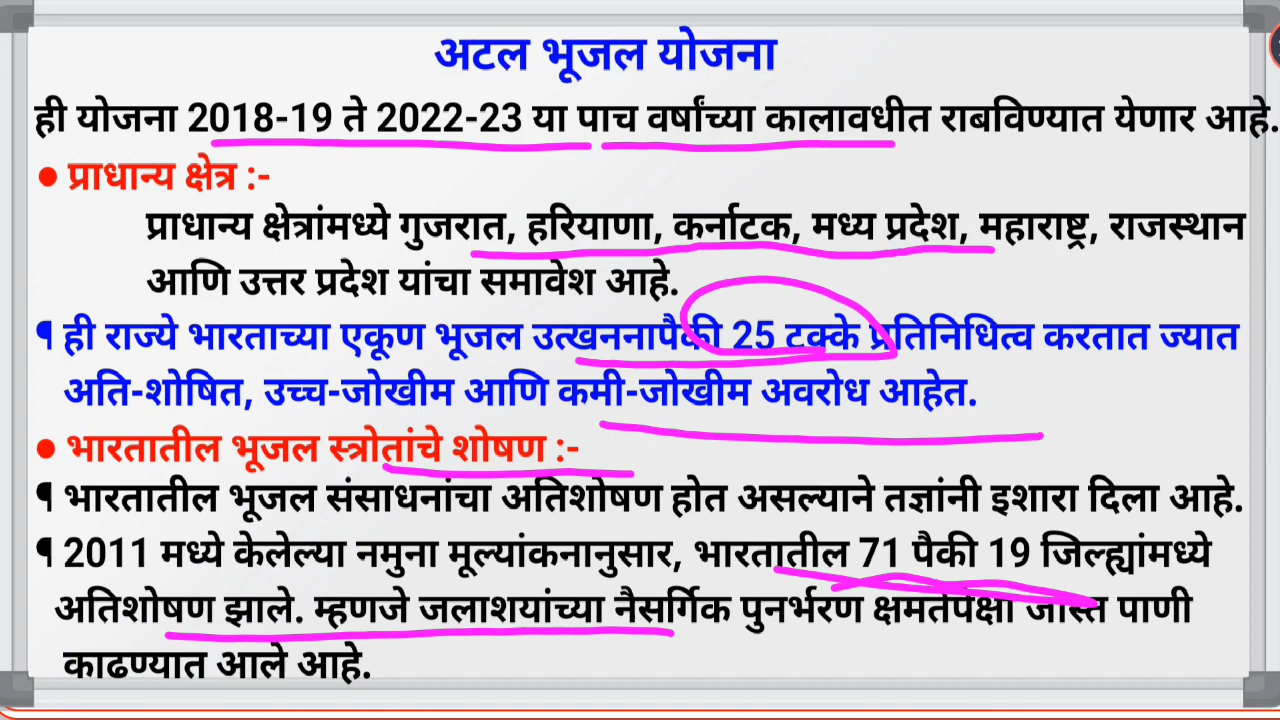 अटल भूजल योजना
ही योजना 2018-19 ते 2022-23 या पाच वर्षांच्या कालावधीत राबविण्यात येणार आहे.
● प्राधान्य क्षेत्र :-
प्राधान्य क्षेत्रांमध्ये गुजरात, हरियाणा, कर्नाटक, मध्य प्रदेश, महाराष्ट्र, राजस्थान
आणि उत्तर प्रदेश यांचा समावेश आहे.
¶ ही राज्ये भारताच्या एकूण भूजल उत्खननापैकी 25 टक्के प्रतिनिधित्व करतात ज्यात
अति-शोषित, उच्च-जोखीम आणि कमी-जोखीम अवरोध आहेत.
● भारतातील भूजल स्त्रोतांचे शोषण :-
¶ भारतातील भूजल संसाधनांचा अतिशोषण होत असल्याने तज्ञांनी इशारा दिला आहे.
¶ 2011 मध्ये केलेल्या नमुना मूल्यांकनानुसार, भारतातील 71 पैकी 19 जिल्ह्यांमध्ये
अतिशोषण झाले. म्हणजे जलाशयांच्या नैसर्गिक पुनर्भरण क्षमतेपेक्षा जास्त पाणी
काढण्यात आले आहे.